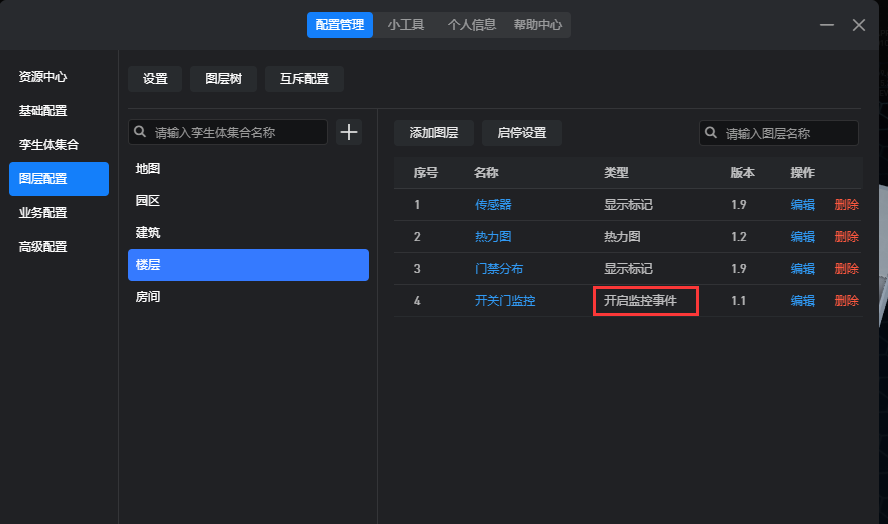 配置管理 小工具 个人信息 帮助中心
资源中心
基础配置
孪生体集合
图层配置
业务配置
高级配置
设置 图层树 互斥配置
请输入孪生体集合名称
地图
园区
建筑
楼层
房间
添加图层 启停设置 请输入图层名称
序号 名称 类型 版本 操作
1 传感器 显示标记 1.9 编辑 删除
2 热力图 热力图 1.2 编辑 删除
3 门禁分布 显示标记 1.9 编辑 删除
4 开关门监控 开启监控事件 1.1 编辑 删除